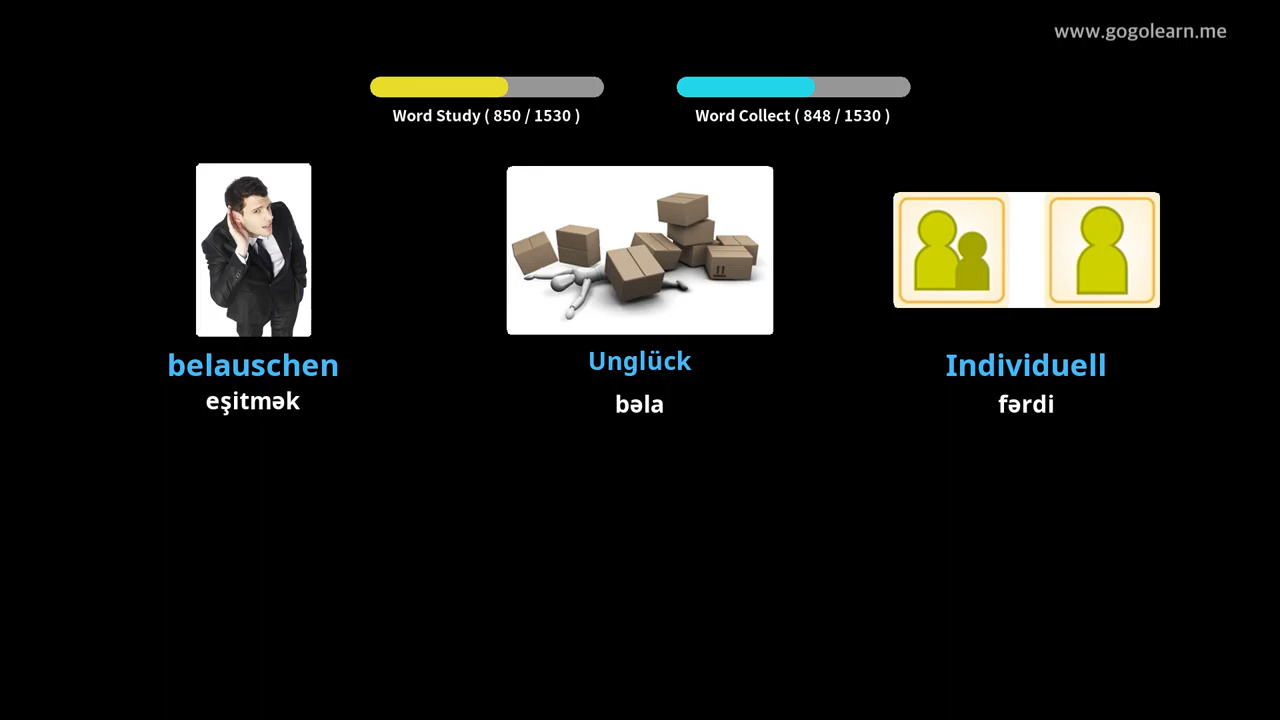 www.gogolearn.me
Word Study ( 850 / 1530 )
Word Collect ( 848 / 1530 )
belauschen
eşitmək
Unglück
bəla
Individuell
fərdi